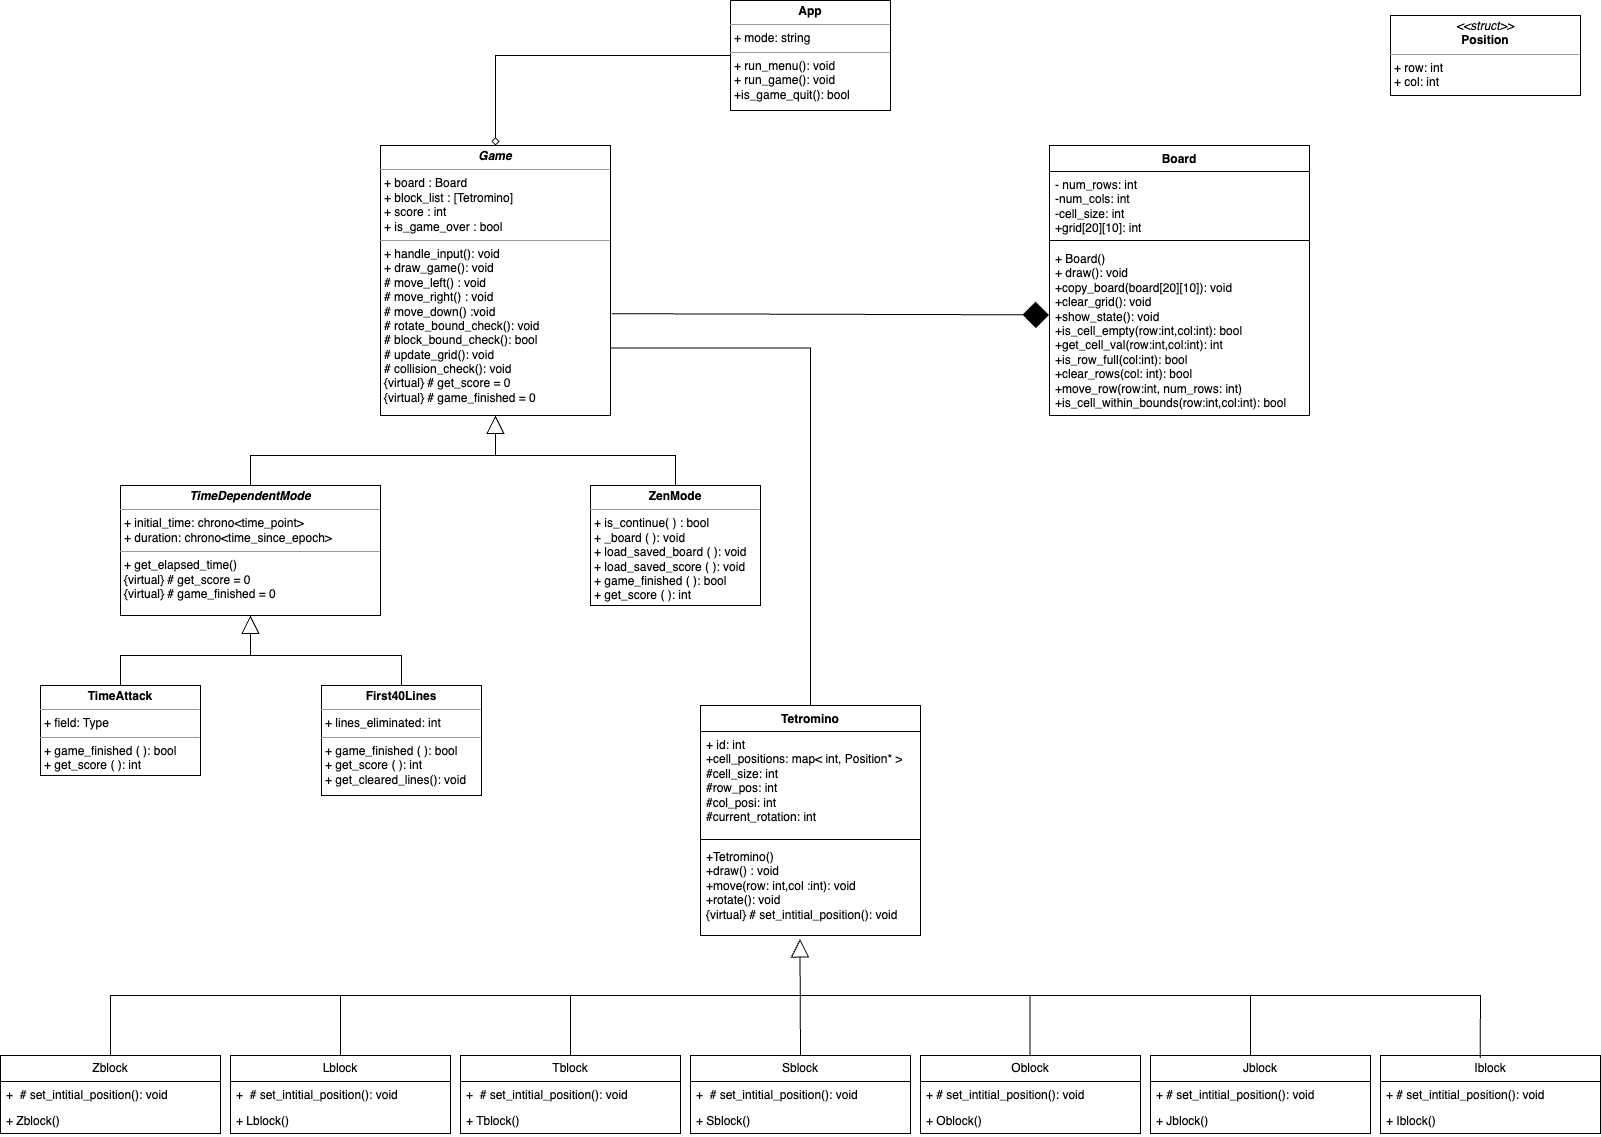 App
+ mode: string
+ run_menu(): void
+ run_game(): void
+is_game_quit(): bool
<<struct>>
Position
+ row: int
+ col: int
Game
+ board : Board
+ block_list : [Tetromino]
+ score : int
+ is_game_over : bool
+ handle_input(): void
+ draw_game(): void
# move_left() : void
# move_right() : void
# move_down() :void
# rotate_bound_check(): void
# block_bound_check(): bool
# update_grid(): void
# collision_check(): void
{virtual} # get_score = 0
{virtual} # game_finished = 0
Board
- num_rows: int
-num_cols: int
-cell_size: int
+grid[20][10]: int
+ Board()
+ draw(): void
+copy_board(board[20][10]): void
+clear_grid(): void
+show_state(): void
+is_cell_empty(row:int,col:int): bool
+get_cell_val(row:int,col:int): int
+is_row_full(col:int): bool
+clear_rows(col: int): bool
+move_row(row:int, num_rows: int)
+is_cell_within_bounds(row:int,col:int): bool
TimeDependentMode
+ initial_time: chrono<time_point>
+ duration: chrono<time_since_epoch>
+ get_elapsed_time()
{virtual} # get_score = 0
{virtual} # game_finished = 0
ZenMode
+ is_continue( ) : bool
+ _board ( ): void
+ load_saved_board ( ): void
+ load_saved_score ( ): void
+ game_finished ( ): bool
+ get_score ( ): int
TimeAttack
+ field: Type
+ game_finished ( ): bool
+ get_score ( ): int
First40Lines
+ lines_eliminated: int
+ game_finished ( ): bool
+ get_score ( ): int
+ get_cleared_lines(): void
Tetromino
+ id: int
+cell_positions: map< int, Position* >
#cell_size: int
#row_pos: int
#col_posi: int
#current_rotation: int
+Tetromino()
+draw() : void
+move(row: int,col :int): void
+rotate(): void
{virtual} # set_intitial_position(): void
Zblock
+ # set_intitial_position(): void
+ Zblock()
Lblock
+ # set_intitial_position(): void
+ Lblock()
Tblock
+ # set_intitial_position(): void
+ Tblock()
Sblock
+ # set_intitial_position(): void
+ Sblock()
Oblock
+ # set_intitial_position(): void
+ Oblock()
Jblock
+ # set_intitial_position(): void
+ Jblock()
Iblock
+ # set_intitial_position(): void
+ Iblock()